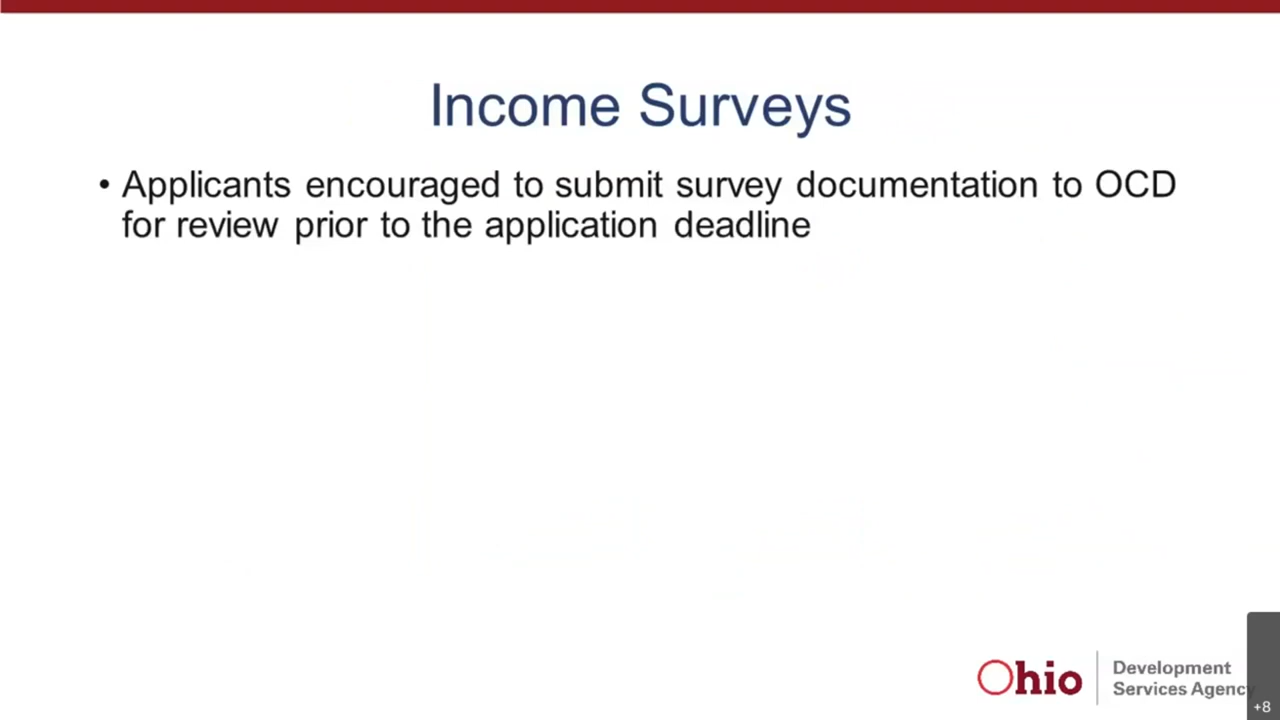 Income Surveys
• Applicants encouraged to submit survey documentation to OCD
for review prior to the application deadline
Ohio
Development
Services Agency
+8